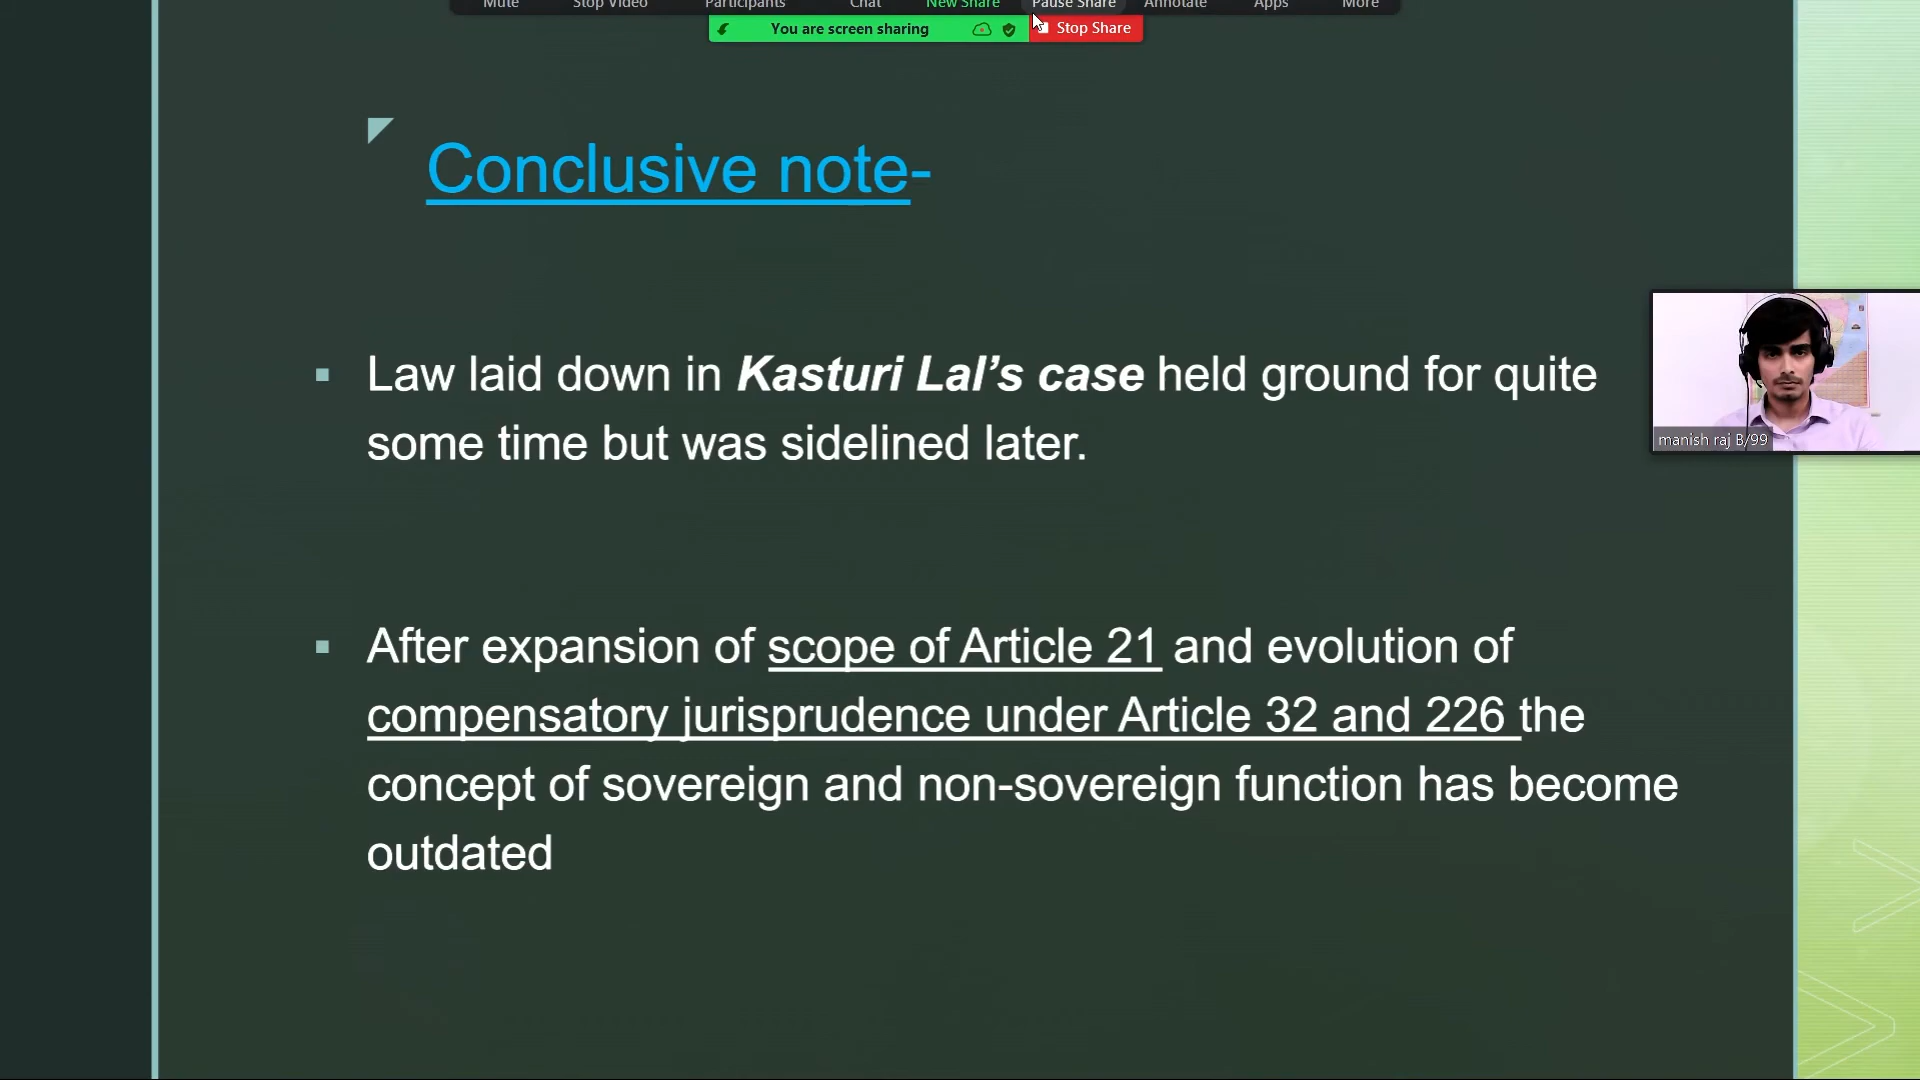 Mute Stop Video Participants Chat New Share Pause Share Annotate Apps More
You are screen sharing Stop Share
Conclusive note-
▪ Law laid down in Kasturi Lal’s case held ground for quite
some time but was sidelined later.
manish raj B/99
▪ After expansion of scope of Article 21 and evolution of
compensatory jurisprudence under Article 32 and 226 the
concept of sovereign and non-sovereign function has become
outdated